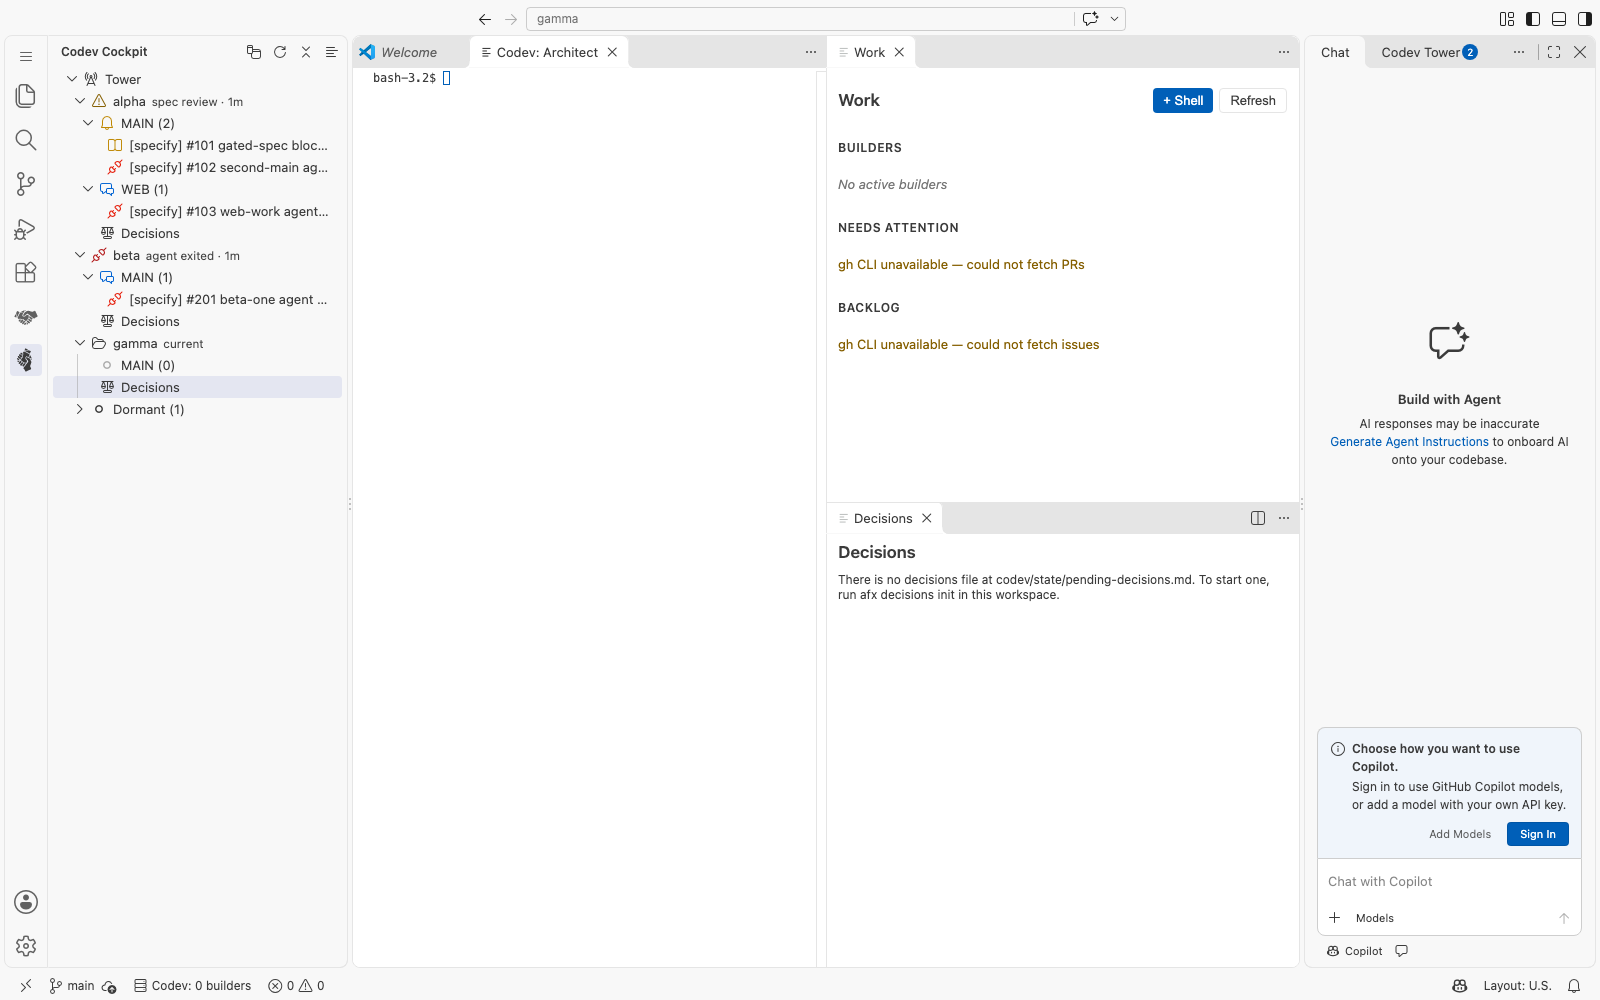 gamma
Codev Cockpit
Tower
alpha spec review · 1m
MAIN (2)
[specify] #101 gated-spec bloc...
[specify] #102 second-main ag...
WEB (1)
[specify] #103 web-work agent...
Decisions
beta agent exited · 1m
MAIN (1)
[specify] #201 beta-one agent ...
Decisions
gamma current
MAIN (0)
Decisions
Dormant (1)
Welcome
Codev: Architect
bash-3.2$
Work
Work
+ Shell
Refresh
BUILDERS
No active builders
NEEDS ATTENTION
gh CLI unavailable — could not fetch PRs
BACKLOG
gh CLI unavailable — could not fetch issues
Decisions
Decisions
There is no decisions file at codev/state/pending-decisions.md. To start one,
run afx decisions init in this workspace.
Chat
Codev Tower 2
Build with Agent
AI responses may be inaccurate
Generate Agent Instructions to onboard AI
onto your codebase.
Choose how you want to use
Copilot.
Sign in to use GitHub Copilot models,
or add a model with your own API key.
Add Models
Sign In
Chat with Copilot
Models
Copilot
main
Codev: 0 builders
0
0
Layout: U.S.